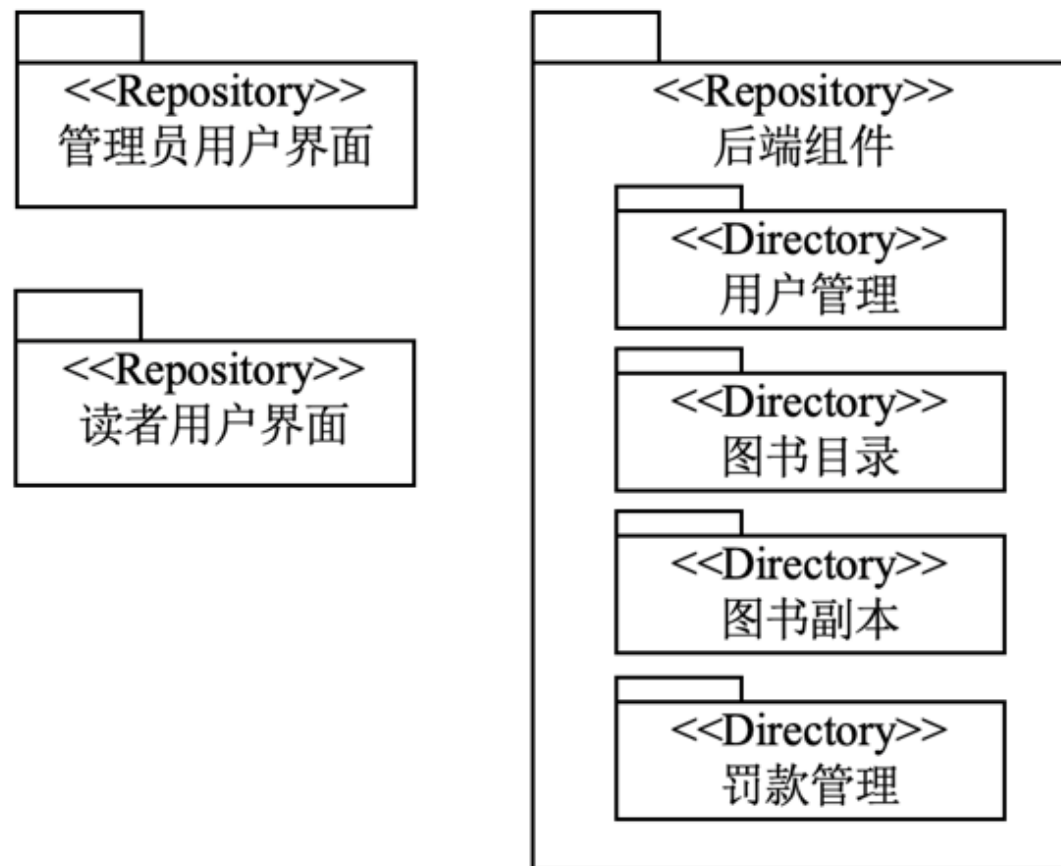 <<Repository>>
管理员用户界面
<<Repository>>
读者用户界面
<<Repository>>
后端组件
<<Directory>>
用户管理
<<Directory>>
图书目录
<<Directory>>
图书副本
<<Directory>>
罚款管理